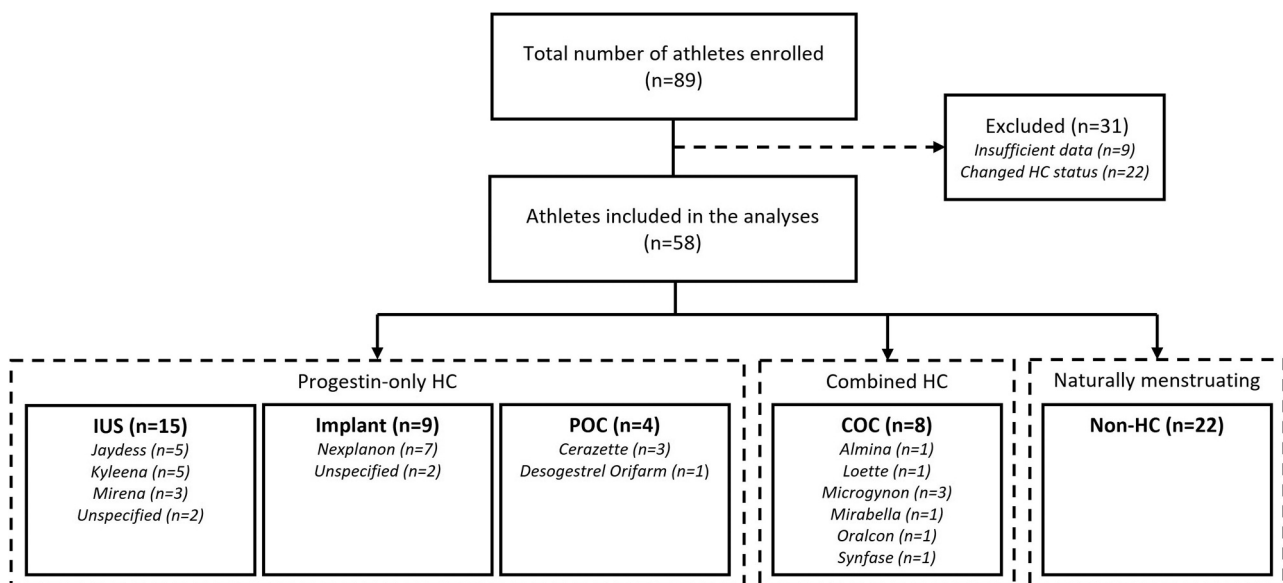 Total number of athletes enrolled
(n=89)
Excluded (n=31)
Insufficient data (n=9)
Changed HC status (n=22)
Athletes included in the analyses
(n=58)
Progestin-only HC
IUS (n=15)
Jaydess (n=5)
Kyleena (n=5)
Mirena (n=3)
Unspecified (n=2)
Implant (n=9)
Nexplanon (n=7)
Unspecified (n=2)
POC (n=4)
Cerazette (n=3)
Desogestrel Orifarm (n=1)
Combined HC
COC (n=8)
Almina (n=1)
Loette (n=1)
Microgynon (n=3)
Mirabella (n=1)
Oralcon (n=1)
Synfase (n=1)
Naturally menstruating
Non-HC (n=22)